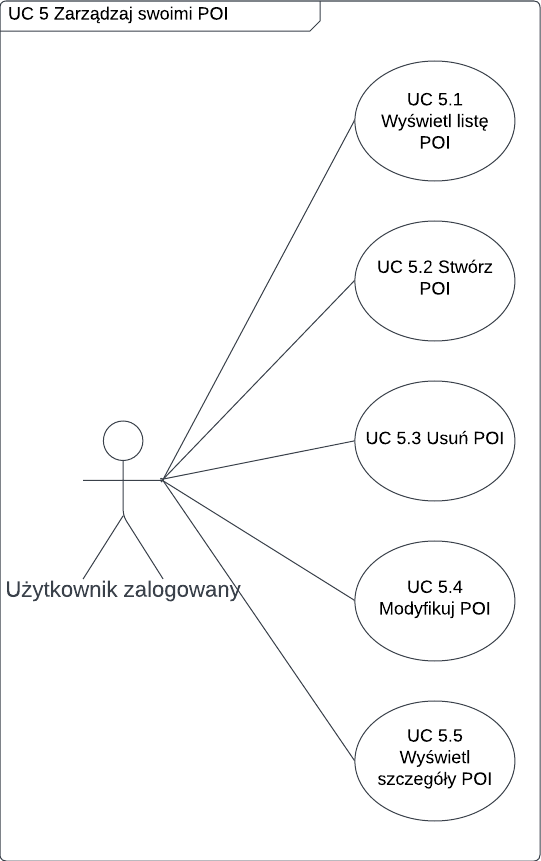 UC 5 Zarządzaj swoimi POI
UC 5.1
Wyświetl listę
POI
UC 5.2 Stwórz
POI
UC 5.3 Usuń POI
UC 5.4
Modyfikuj POI
Użytkownik zalogowany
UC 5.5
Wyświetl
szczegóły POI